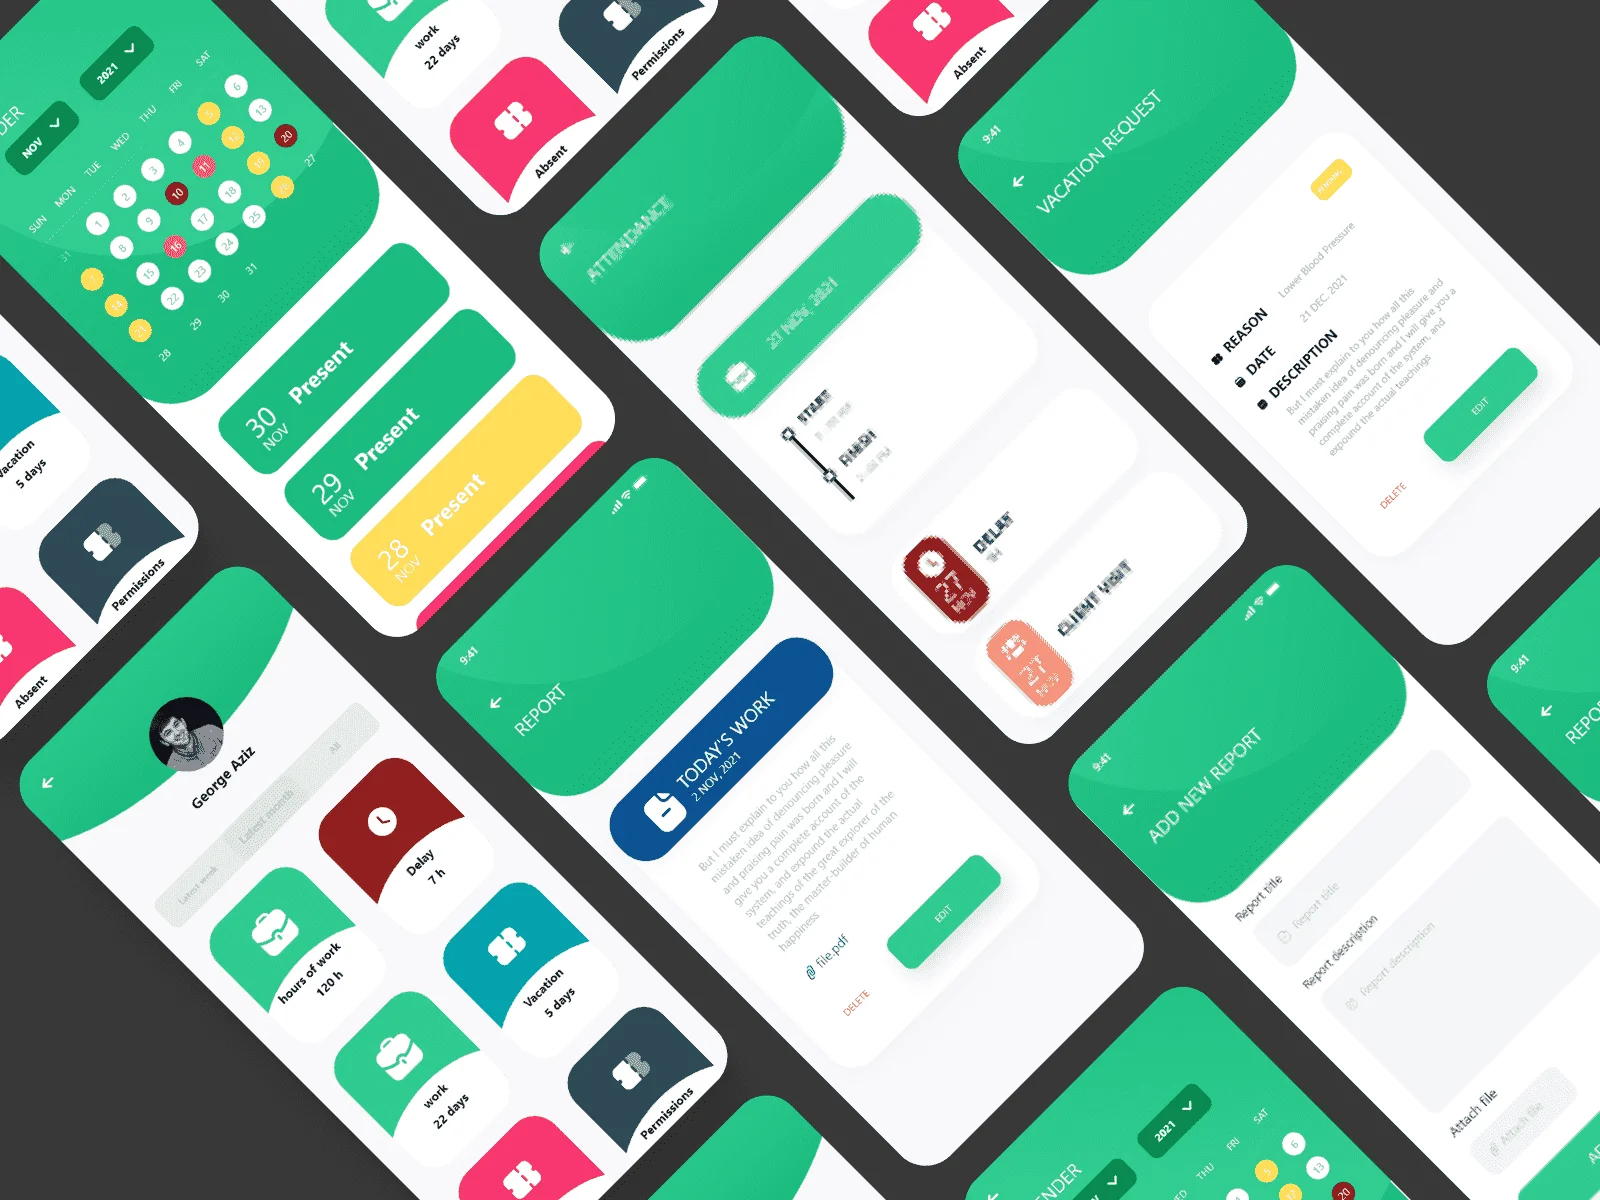 NOV
2021
SUN
MON
TUE
WED
THU
FRI
SAT
31
1
2
3
4
5
6
8
9
10
11
12
13
14
15
16
17
18
19
20
21
22
23
24
25
26
27
28
29
30
31
30
NOV
Present
29
NOV
Present
28
NOV
Present
work
22 days
Permissions
Absent
Absent
Vacation
5 days
Permissions
Absent
George Aziz
Latest week
Latest month
All
Delay
7 h
hours of work
120 h
Vacation
5 days
work
22 days
Permissions
ATTENDANCE
23 NOV, 2021
START
FINISH
DELAY
27
NOV
CLIENT VISIT
27
NOV
9:41
REPORT
TODAY'S WORK
2 NOV, 2021
But I must explain to you how all this
mistaken idea of denouncing pleasure
and praising pain was born and I will
give you a complete account of the
system, and expound the actual
teachings of the great explorer of the
truth, the master-builder of human
happiness
file.pdf
EDIT
DELETE
9:41
VACATION REQUEST
REASON
Lower Blood Pressure
DATE
21 DEC, 2021
DESCRIPTION
But I must explain to you how all this
mistaken idea of denouncing pleasure and
praising pain was born and I will give you a
complete account of the system, and
expound the actual teachings
EDIT
DELETE
9:41
ADD NEW REPORT
Report title
Report title
Report description
Report description
Attach file
Attach file
9:41
2021
THU
FRI
SAT
5
6
12
13
20